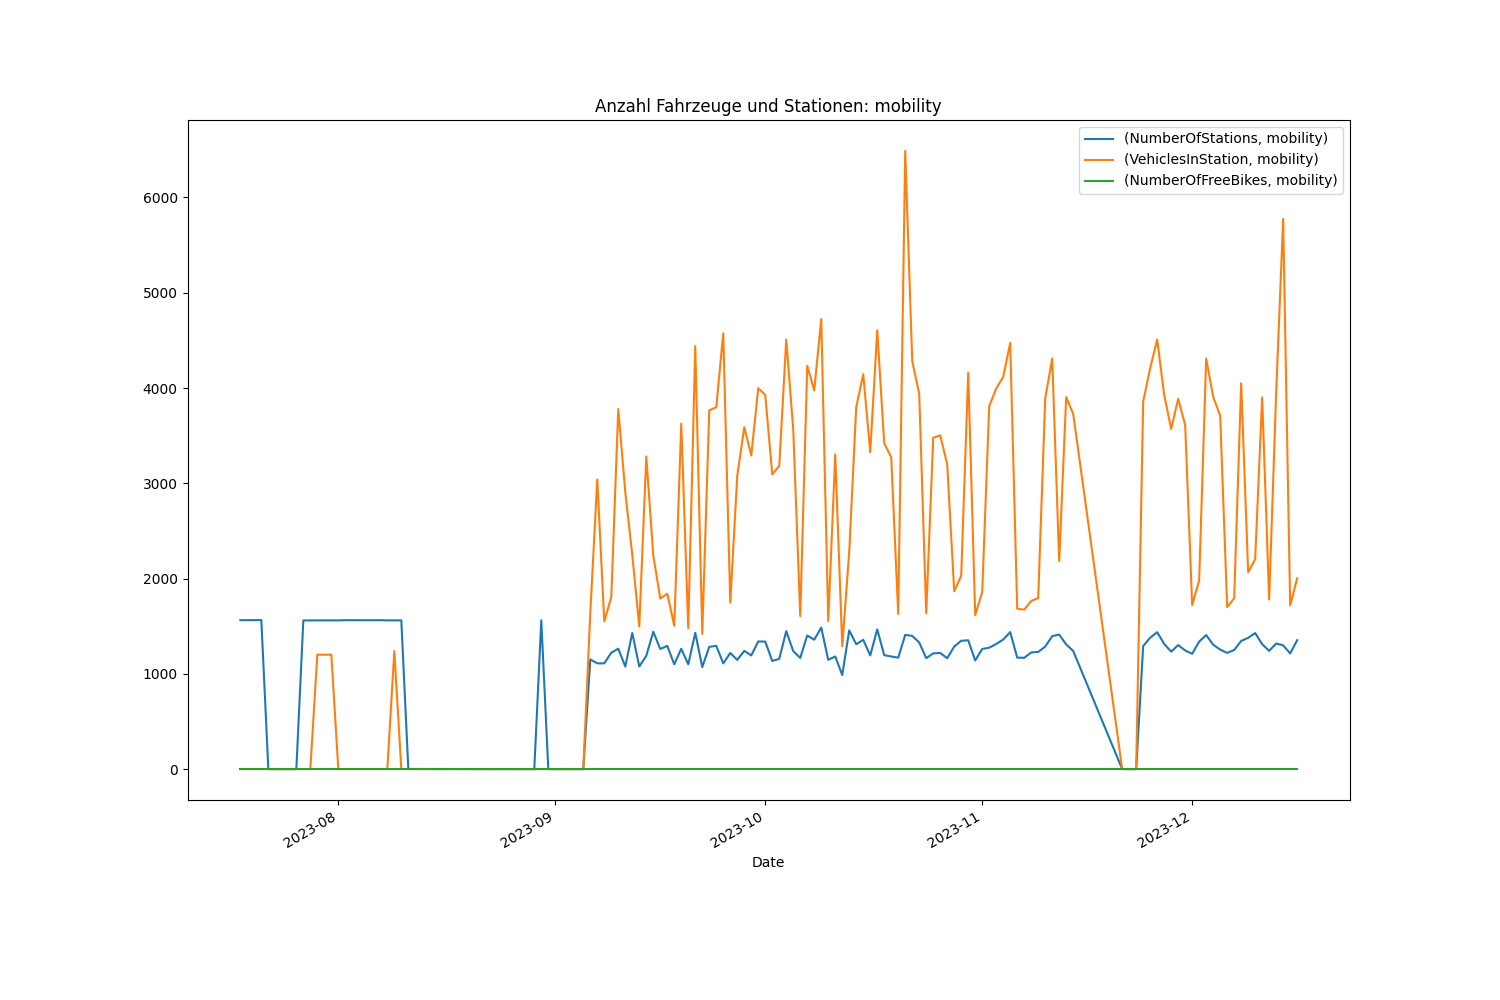 Anzahl Fahrzeuge und Stationen: mobility
(NumberOfStations, mobility)
(VehiclesInStation, mobility)
(NumberOfFreeBikes, mobility)
6000
5000
4000
3000
2000
1000
0
2023-08
2023-09
2023-10
2023-11
2023-12
Date